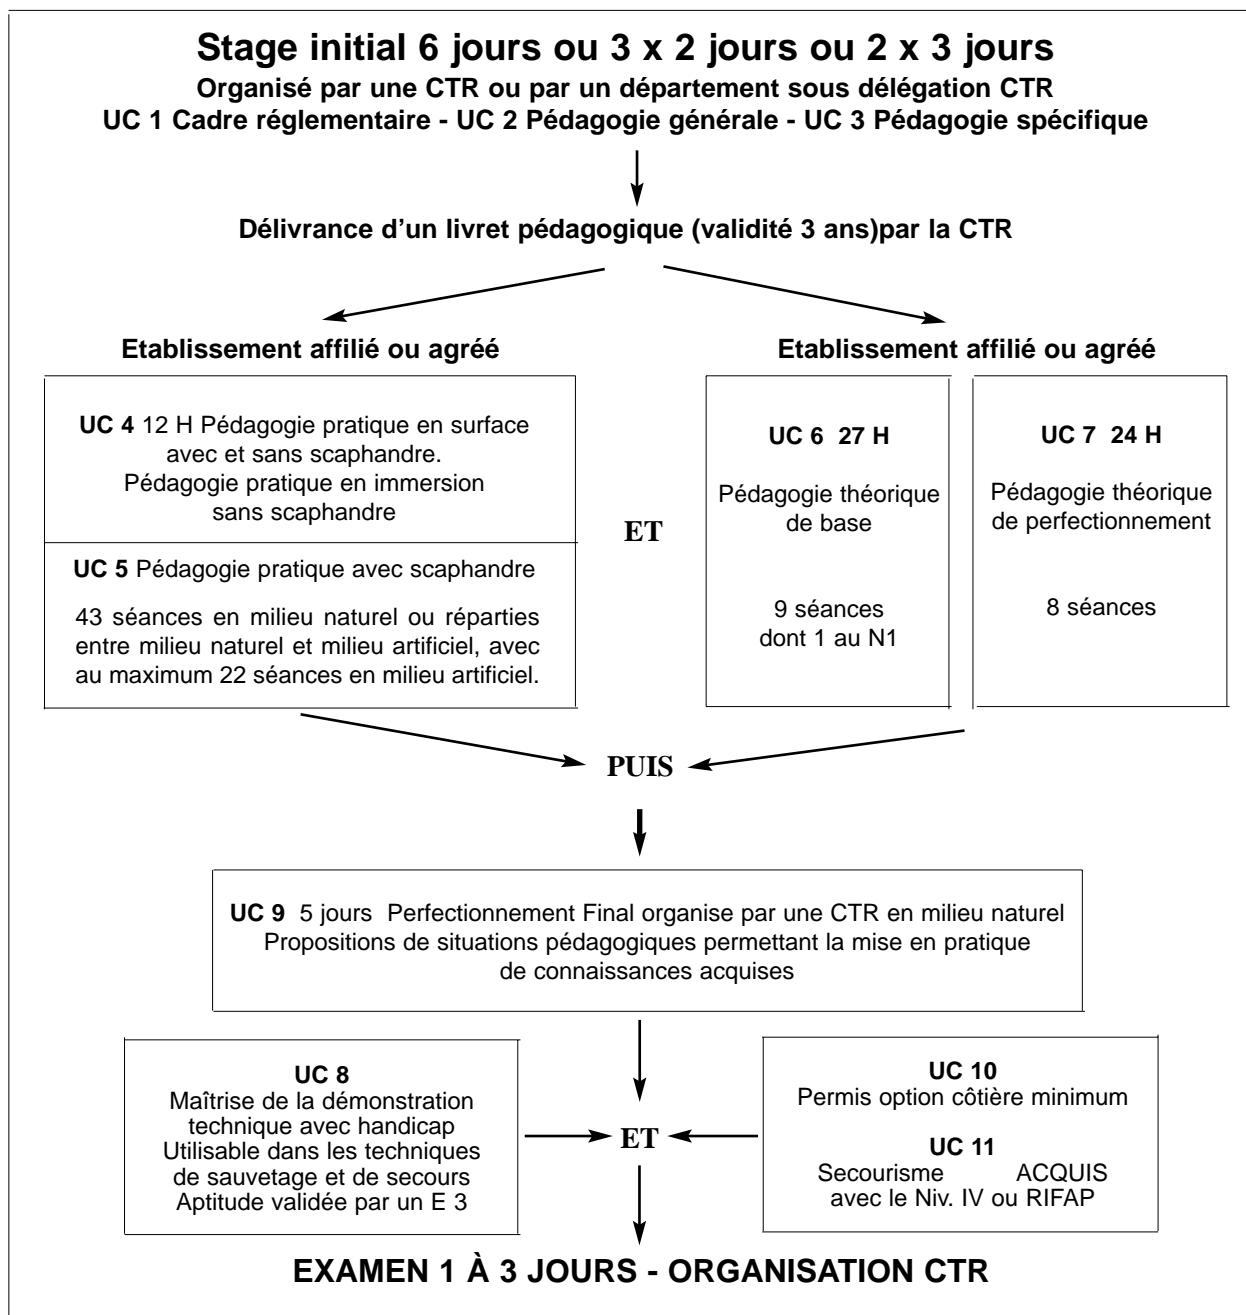 Stage initial 6 jours ou 3 x 2 jours ou 2 x 3 jours
Organisé par une CTR ou par un département sous délégation CTR
UC 1 Cadre réglementaire - UC 2 Pédagogie générale - UC 3 Pédagogie spécifique
Délivrance d'un livret pédagogique (validité 3 ans)par la CTR
Etablissement affilié ou agréé
UC 4 12 H Pédagogie pratique en surface
avec et sans scaphandre.
Pédagogie pratique en immersion
sans scaphandre
UC 5 Pédagogie pratique avec scaphandre
43 séances en milieu naturel ou réparties
entre milieu naturel et milieu artificiel, avec
au maximum 22 séances en milieu artificiel.
ET
Etablissement affilié ou agréé
UC 6 27 H
Pédagogie théorique
de base
9 séances
dont 1 au N1
UC 7 24 H
Pédagogie théorique
de perfectionnement
8 séances
PUIS
UC 9 5 jours Perfectionnement Final organise par une CTR en milieu naturel
Propositions de situations pédagogiques permettant la mise en pratique
de connaissances acquises
UC 8
Maîtrise de la démonstration
technique avec handicap
Utilisable dans les techniques
de sauvetage et de secours
Aptitude validée par un E 3
ET
UC 10
Permis option côtière minimum
UC 11
Secourisme ACQUIS
avec le Niv. IV ou RIFAP
EXAMEN 1 À 3 JOURS - ORGANISATION CTR